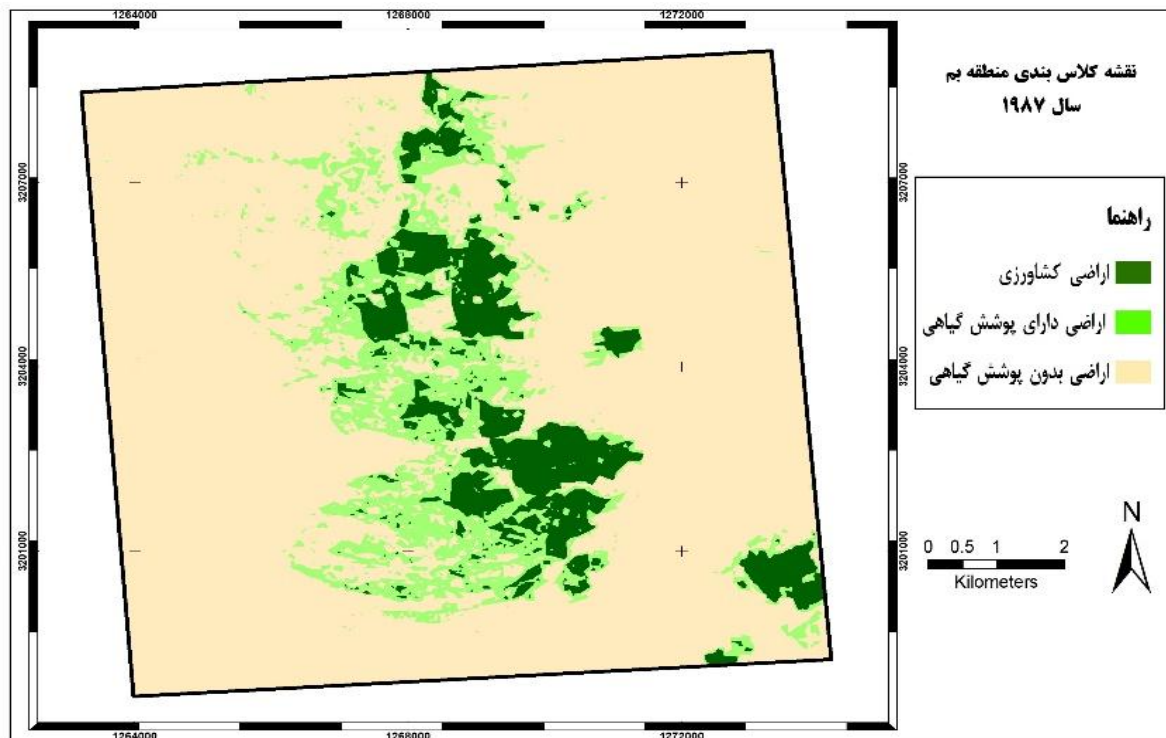 1264000
1268000
1272000
3207000
3207000
3204000
3204000
3201000
3201000
1264000
1268000
1272000
نقشه کلاس بندی منطقه بم
سال ۱۹۸۷
راهنما
اراضی کشاورزی
اراضی دارای پوشش گیاهی
اراضی بدون پوشش گیاهی
N
0 0.5 1 2
Kilometers